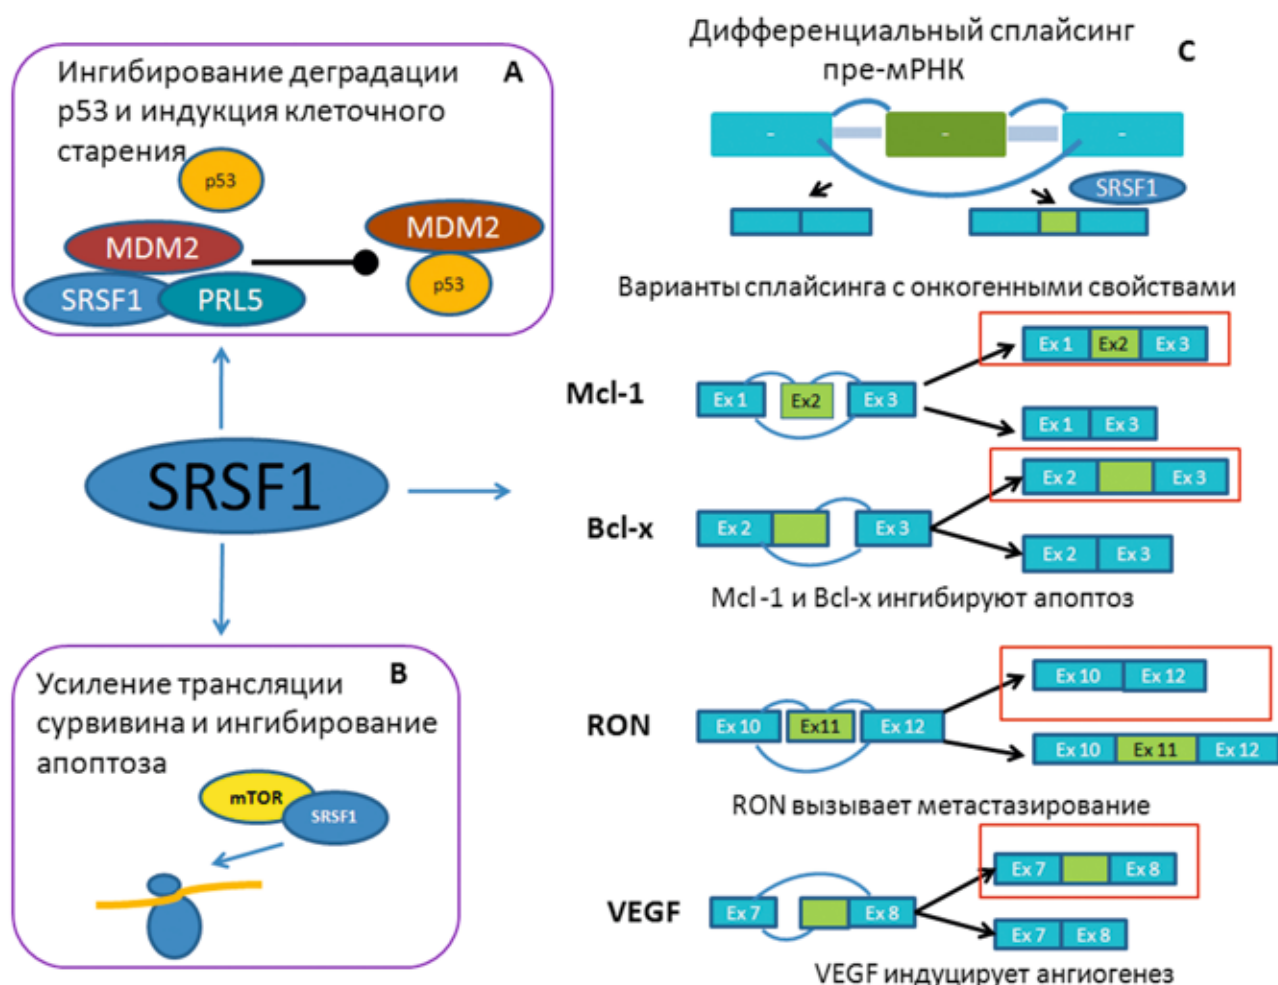 Ингибирование деградации
р53 и индукция клеточного
старения
A
p53
MDM2
SRSF1
PRL5
MDM2
p53
SRSF1
Усиление трансляции
сурвивина и ингибирование
апоптоза
B
mTOR
SRSF1
Дифференциальный сплайсинг
пре-мРНК
C
- - -
SRSF1
Варианты сплайсинга с онкогенными свойствами
Mcl-1
Ex 1 Ex2 Ex 3
Ex 1 Ex2 Ex 3
Ex 1 Ex 3
Bcl-x
Ex 2 Ex 3
Ex 2 Ex 3
Ex 2 Ex 3
Mcl -1 и Bcl-x ингибируют апоптоз
RON
Ex 10 Ex11 Ex 12
Ex 10 Ex 12
Ex 10 Ex 11 Ex 12
RON вызывает метастазирование
VEGF
Ex 7 Ex 8
Ex 7 Ex 8
Ex 7 Ex 8
VEGF индуцирует ангиогенез